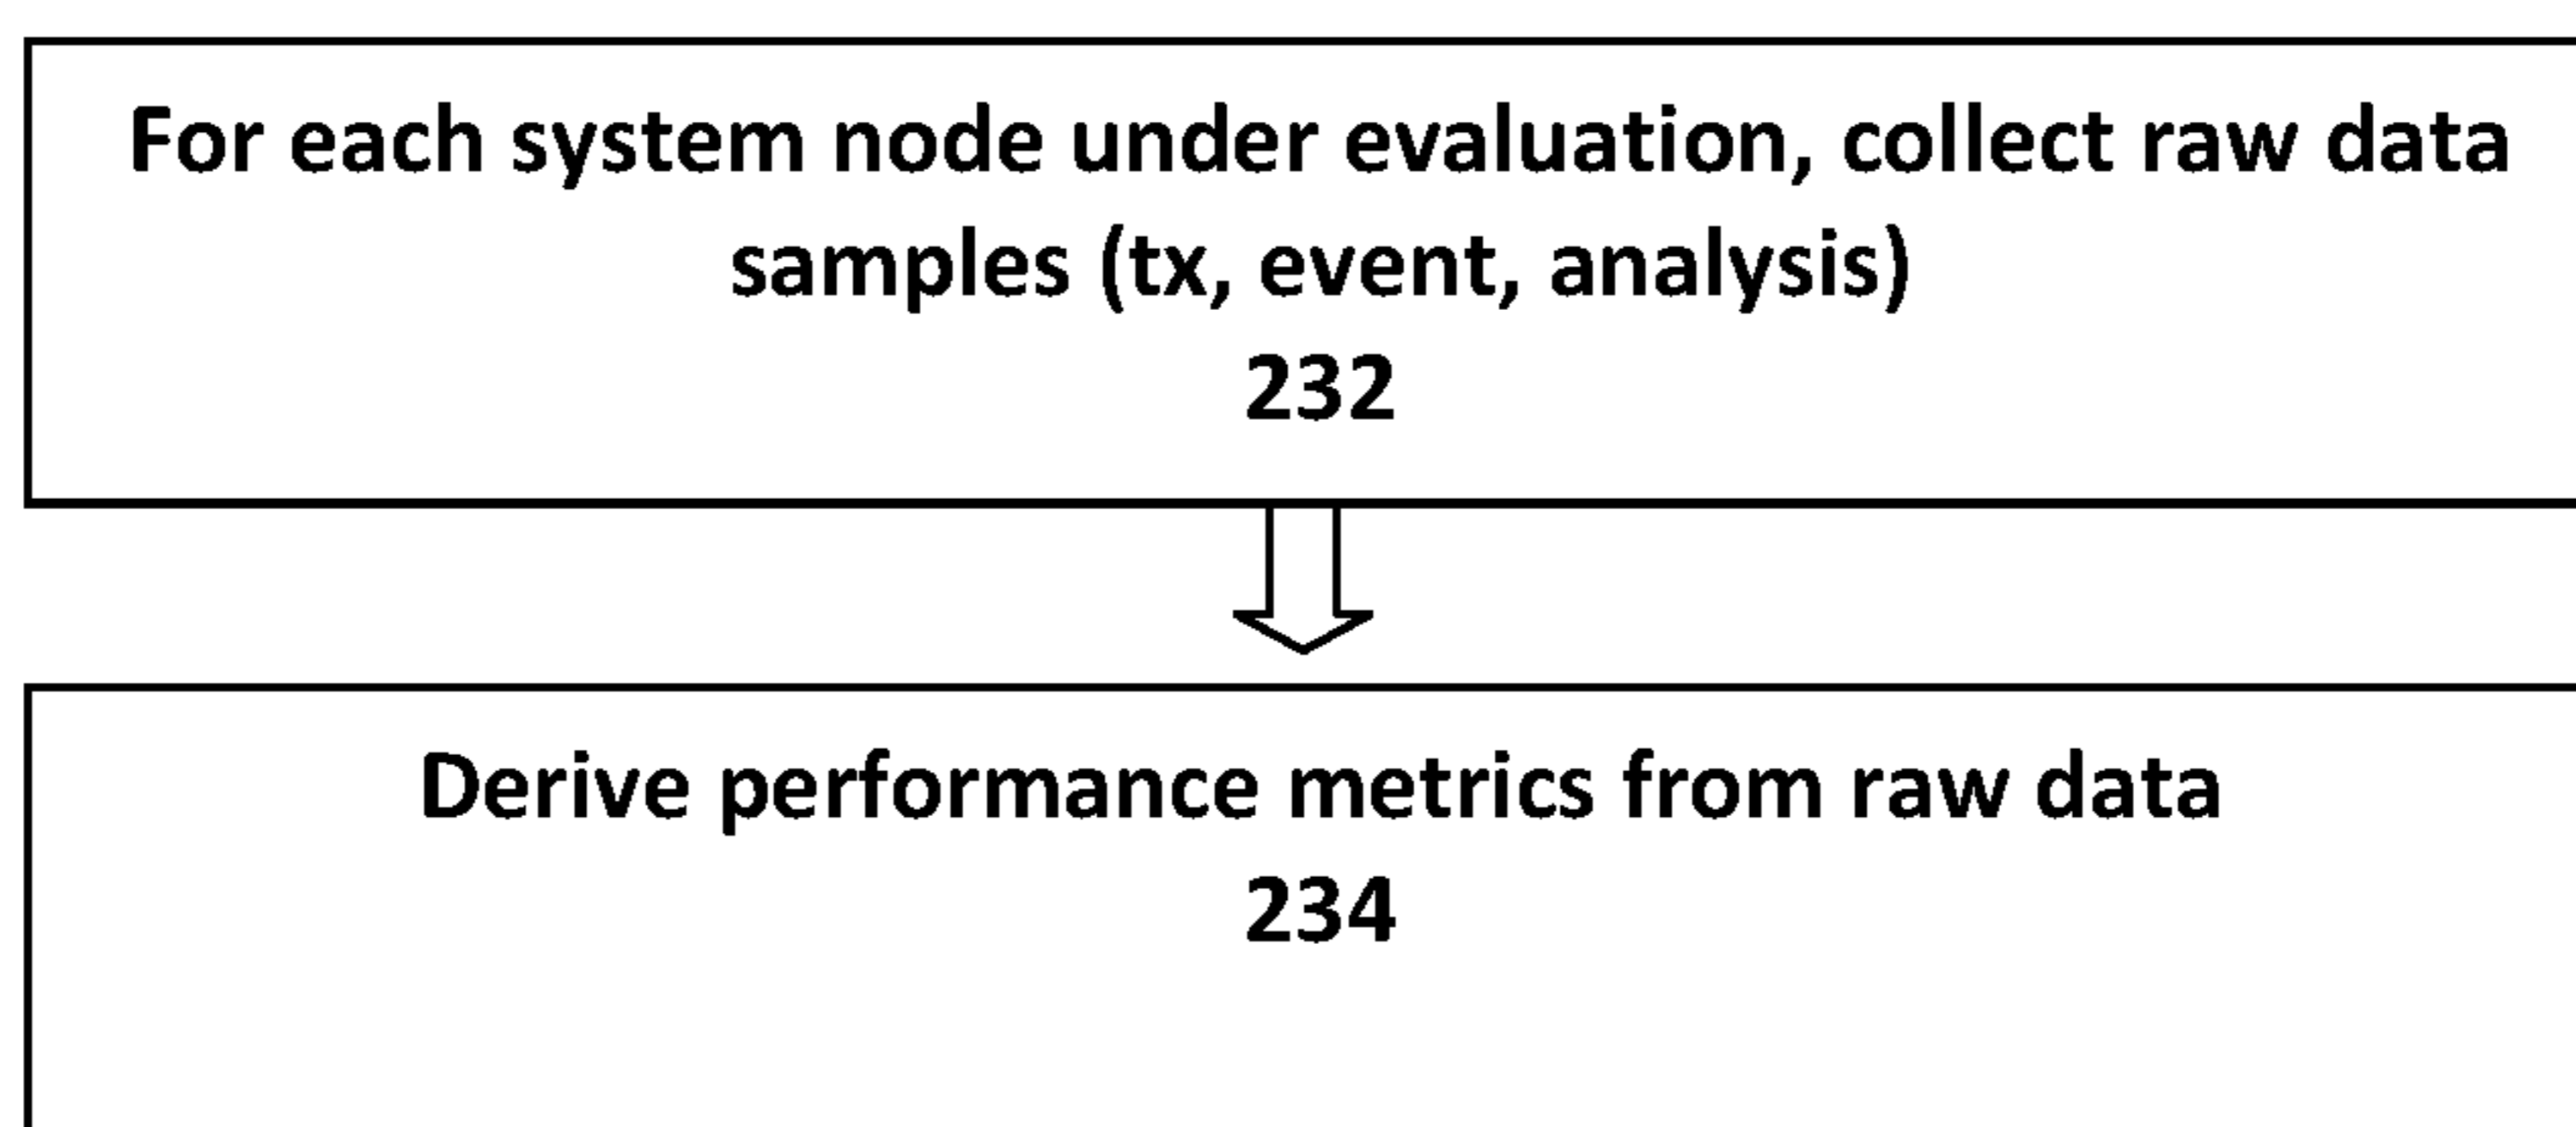 For each system node under evaluation, collect raw data
samples (tx, event, analysis)
232
Derive performance metrics from raw data
234